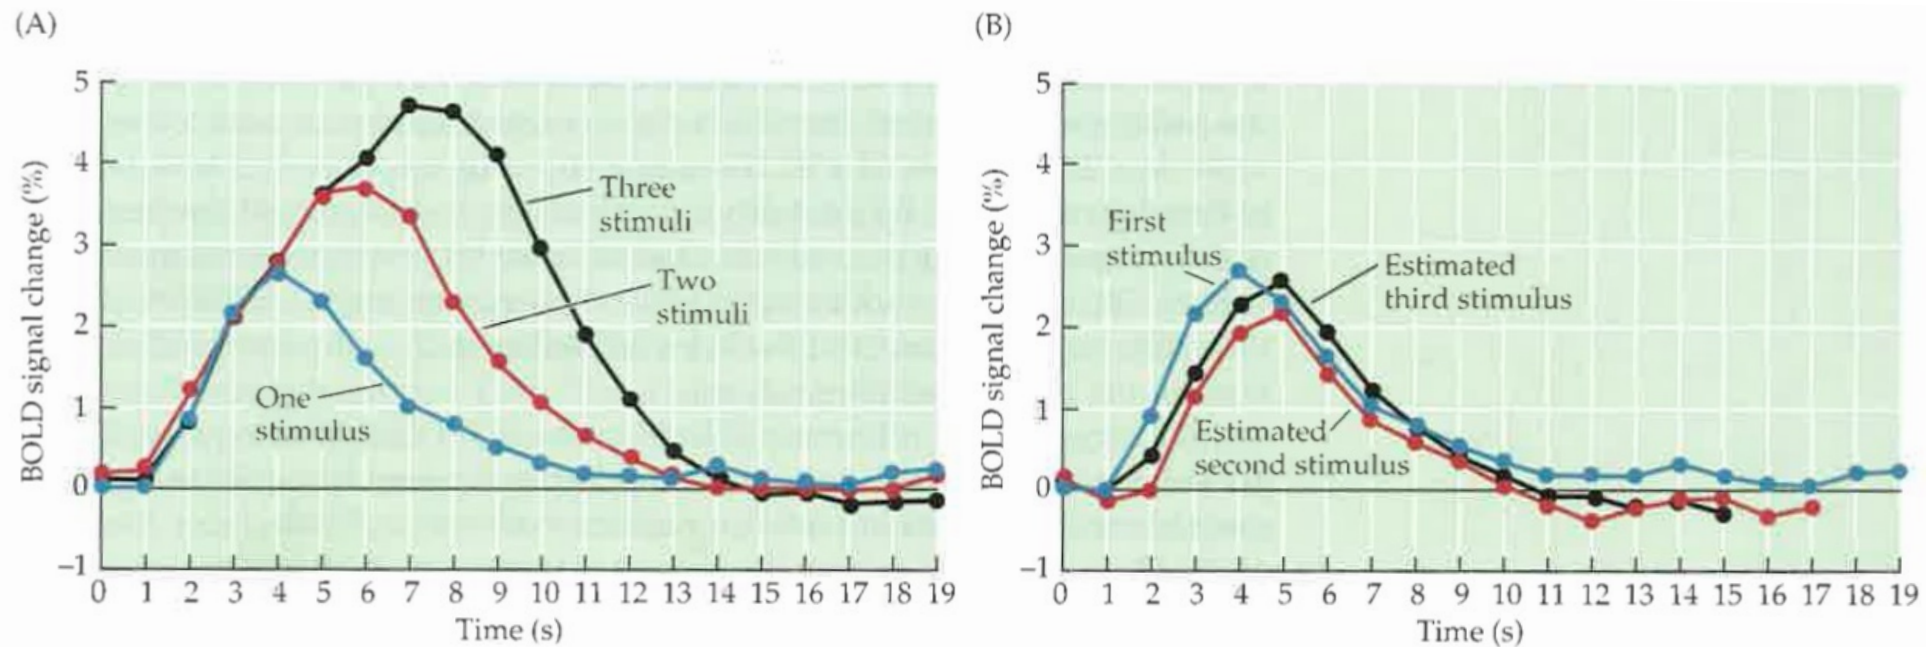 (A)
5
4
3
2
1
0
−1
BOLD signal change (%)
Three
stimuli
Two
stimuli
One
stimulus
0 1 2 3 4 5 6 7 8 9 10 11 12 13 14 15 16 17 18 19
Time (s)
(B)
5
4
3
2
1
0
−1
BOLD signal change (%)
First
stimulus
Estimated
third stimulus
Estimated
second stimulus
0 1 2 3 4 5 6 7 8 9 10 11 12 13 14 15 16 17 18 19
Time (s)